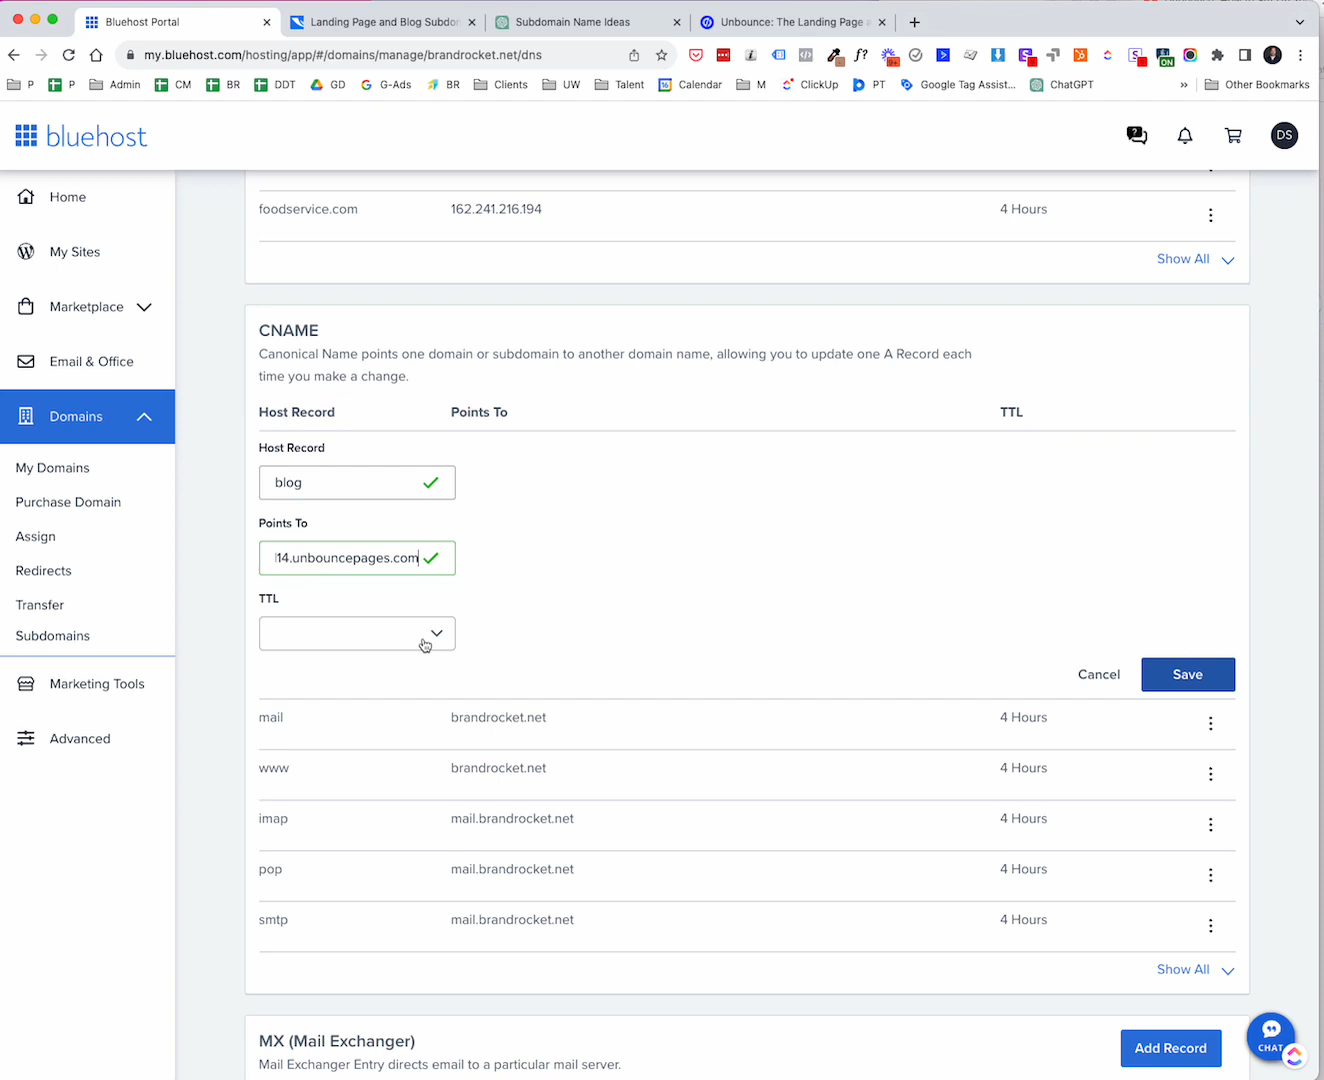 Bluehost Portal
Landing Page and Blog Subdon
Subdomain Name Ideas
Unbounce: The Landing Page
my.bluehost.com/hosting/app/#/domains/manage/brandrocket.net/dns
P
P
Admin
CM
BR
DDT
GD
G-Ads
BR
Clients
UW
Talent
Calendar
M
ClickUp
PT
Google Tag Assist...
ChatGPT
»
Other Bookmarks
bluehost
DS
Home
My Sites
Marketplace
Email & Office
Domains
My Domains
Purchase Domain
Assign
Redirects
Transfer
Subdomains
Marketing Tools
Advanced
foodservice.com 162.241.216.194 4 Hours
Show All
CNAME
Canonical Name points one domain or subdomain to another domain name, allowing you to update one A Record each
time you make a change.
Host Record Points To TTL
Host Record
blog
Points To
14.unbouncepages.com
TTL
Cancel Save
mail brandrocket.net 4 Hours
www brandrocket.net 4 Hours
imap mail.brandrocket.net 4 Hours
pop mail.brandrocket.net 4 Hours
smtp mail.brandrocket.net 4 Hours
Show All
MX (Mail Exchanger)
Mail Exchanger Entry directs email to a particular mail server.
Add Record
CHAT